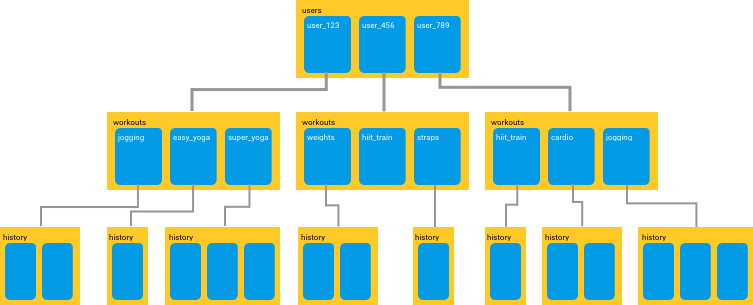 users
user_123 user_456 user_789
workouts workouts workouts
jogging easy_yoga super_yoga weights hiit_train straps hiit_train cardio jogging
history history history history history history history history